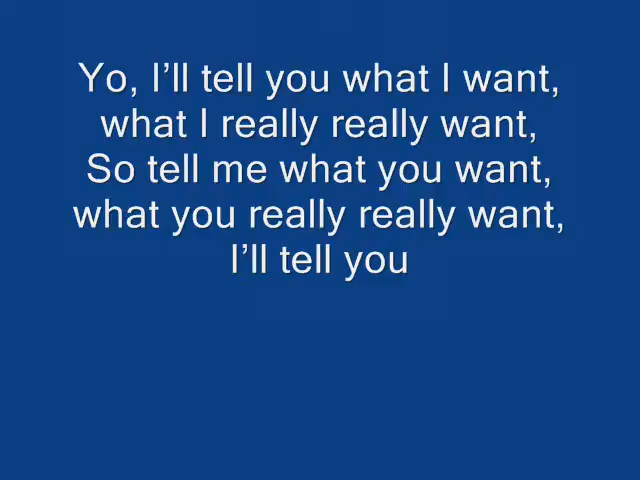 Yo, I’ll tell you what I want,
what I really really want,
So tell me what you want,
what you really really want,
I’ll tell you